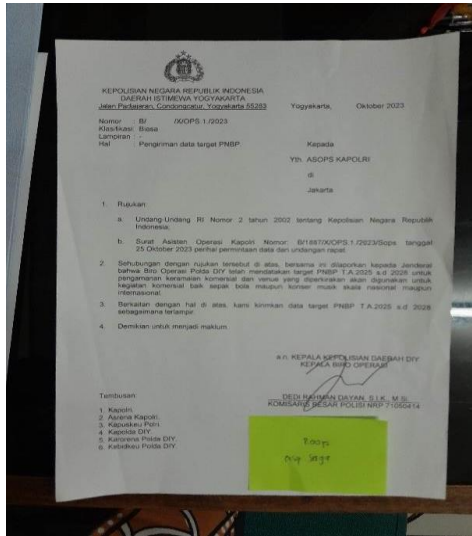 KEPOLISIAN NEGARA REPUBLIK INDONESIA
DAERAH ISTIMEWA YOGYAKARTA
Jalan Padjajaran, Condongcatur, Yogyakarta 55283
Yogyakarta, Oktober 2023
Nomor : B/ /X/OPS.1./2023
Klasifikasi: Biasa
Lampiran : -
Hal : Pengiriman data target PNBP
Kepada
Yth. ASOPS KAPOLRI
di
Jakarta
1. Rujukan:
a. Undang-Undang RI Nomor 2 tahun 2002 tentang Kepolisian Negara Republik
Indonesia;
b. Surat Asisten Operasi Kapolri Nomor: /X/OPS.1./2023/Sops tanggal
25 Oktober 2023 perihal permintaan data dan undangan rapat.
2. Sehubungan dengan rujukan tersebut di atas, bersama ini dilaporkan kepada Jenderal
bahwa Biro Operasi Polda DIY telah mendatakan target PNBP T.A.2025 s.d 2028 untuk
pengamanan keramaian komersial dan venue yang diperkirakan akan digunakan untuk
kegiatan komersial baik sepak bola maupun konser musik skala nasional maupun
internasional.
3. Berkaitan dengan hal di atas, kami kirimkan data target PNBP T.A.2025 s.d 2028
sebagaimana terlampir.
4. Demikian untuk menjadi maklum.
a.n. KEPALA KEPOLISIAN DAERAH DIY
KEPALA BIRO OPERASI
DEDI RAHMAN DAYAN, S.I.K., M.Si.
KOMISARIS BESAR POLISI NRP 71050414
Tembusan:
1. Kapolri.
2. Asrena Kapolri.
3. Kapuskeu Polri.
4. Kapolda DIY.
5. Karorena Polda DIY.
6. Kabidkeu Polda DIY.
Roops